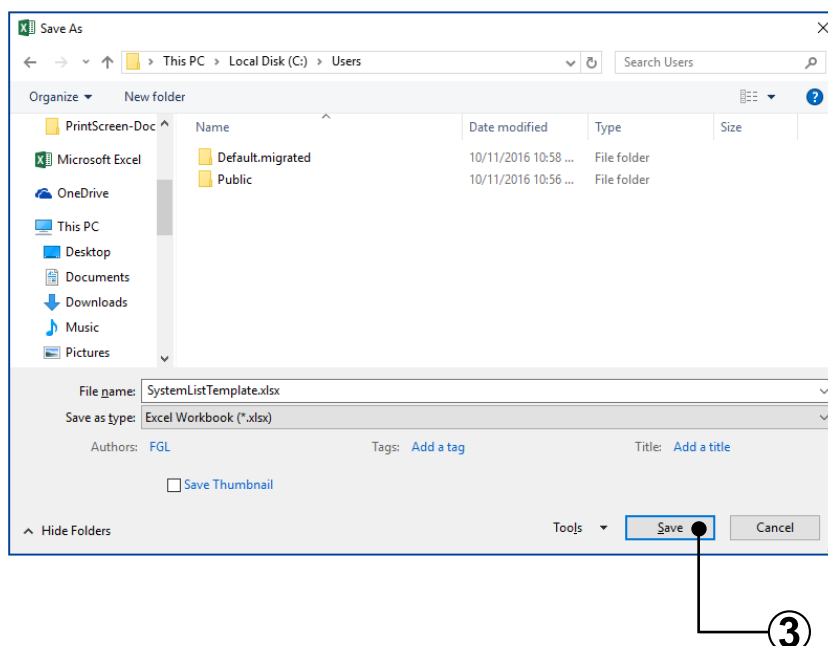 Save As
This PC > Local Disk (C:) > Users
Search Users
Organize
New folder
PrintScreen-Doc
Microsoft Excel
OneDrive
This PC
Desktop
Documents
Downloads
Music
Pictures
Name Date modified Type Size
Default.migrated 10/11/2016 10:58 ... File folder
Public 10/11/2016 10:56 ... File folder
File name: SystemListTemplate.xlsx
Save as type: Excel Workbook (*.xlsx)
Authors: FGL Tags: Add a tag Title: Add a title
Save Thumbnail
Hide Folders Tools Save Cancel
3